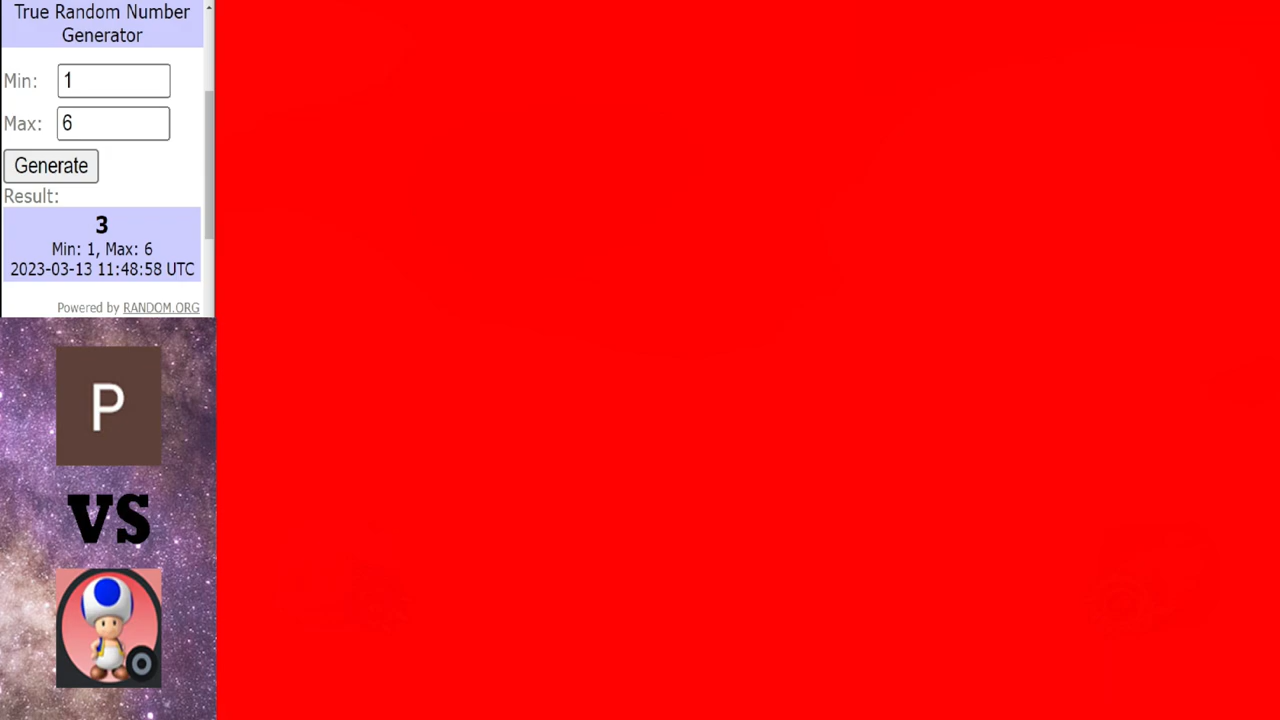 True Random Number
Generator
Min: 1
Max: 6
Generate
Result:
3
Min: 1, Max: 6
2023-03-13 11:48:58 UTC
Powered by RANDOM.ORG
P
VS